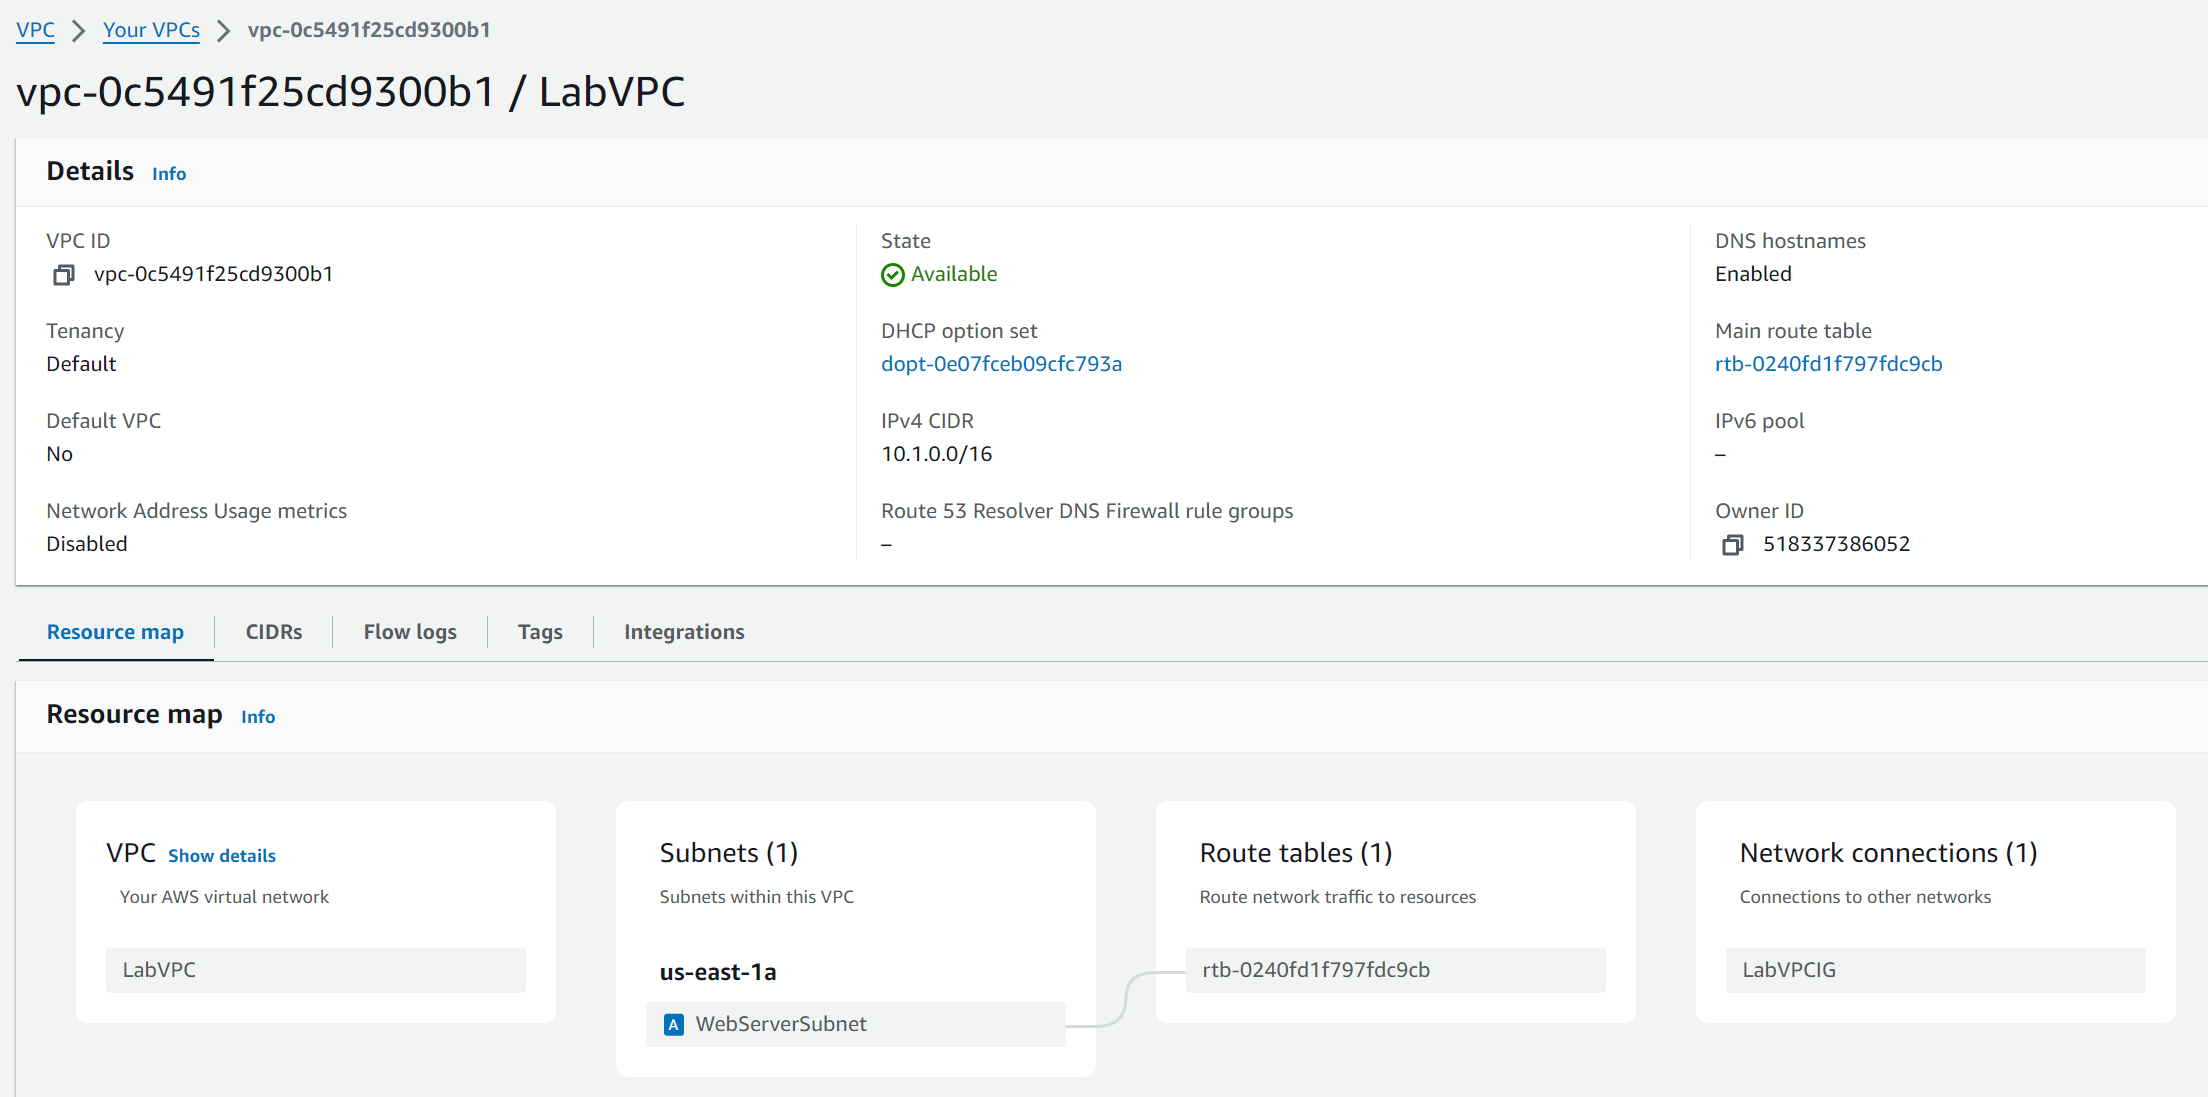 VPC > Your VPCs > vpc-0c5491f25cd9300b1
vpc-0c5491f25cd9300b1 / LabVPC
Details Info
VPC ID
vpc-0c5491f25cd9300b1
State
Available
DNS hostnames
Enabled
Tenancy
Default
DHCP option set
dopt-0e07fceb09cfc793a
Main route table
rtb-0240fd1f797fdc9cb
Default VPC
No
IPv4 CIDR
10.1.0.0/16
IPv6 pool
–
Network Address Usage metrics
Disabled
Route 53 Resolver DNS Firewall rule groups
–
Owner ID
518337386052
Resource map CIDRs Flow logs Tags Integrations
Resource map Info
VPC Show details
Your AWS virtual network
LabVPC
Subnets (1)
Subnets within this VPC
us-east-1a
A WebServerSubnet
Route tables (1)
Route network traffic to resources
rtb-0240fd1f797fdc9cb
Network connections (1)
Connections to other networks
LabVPCIG